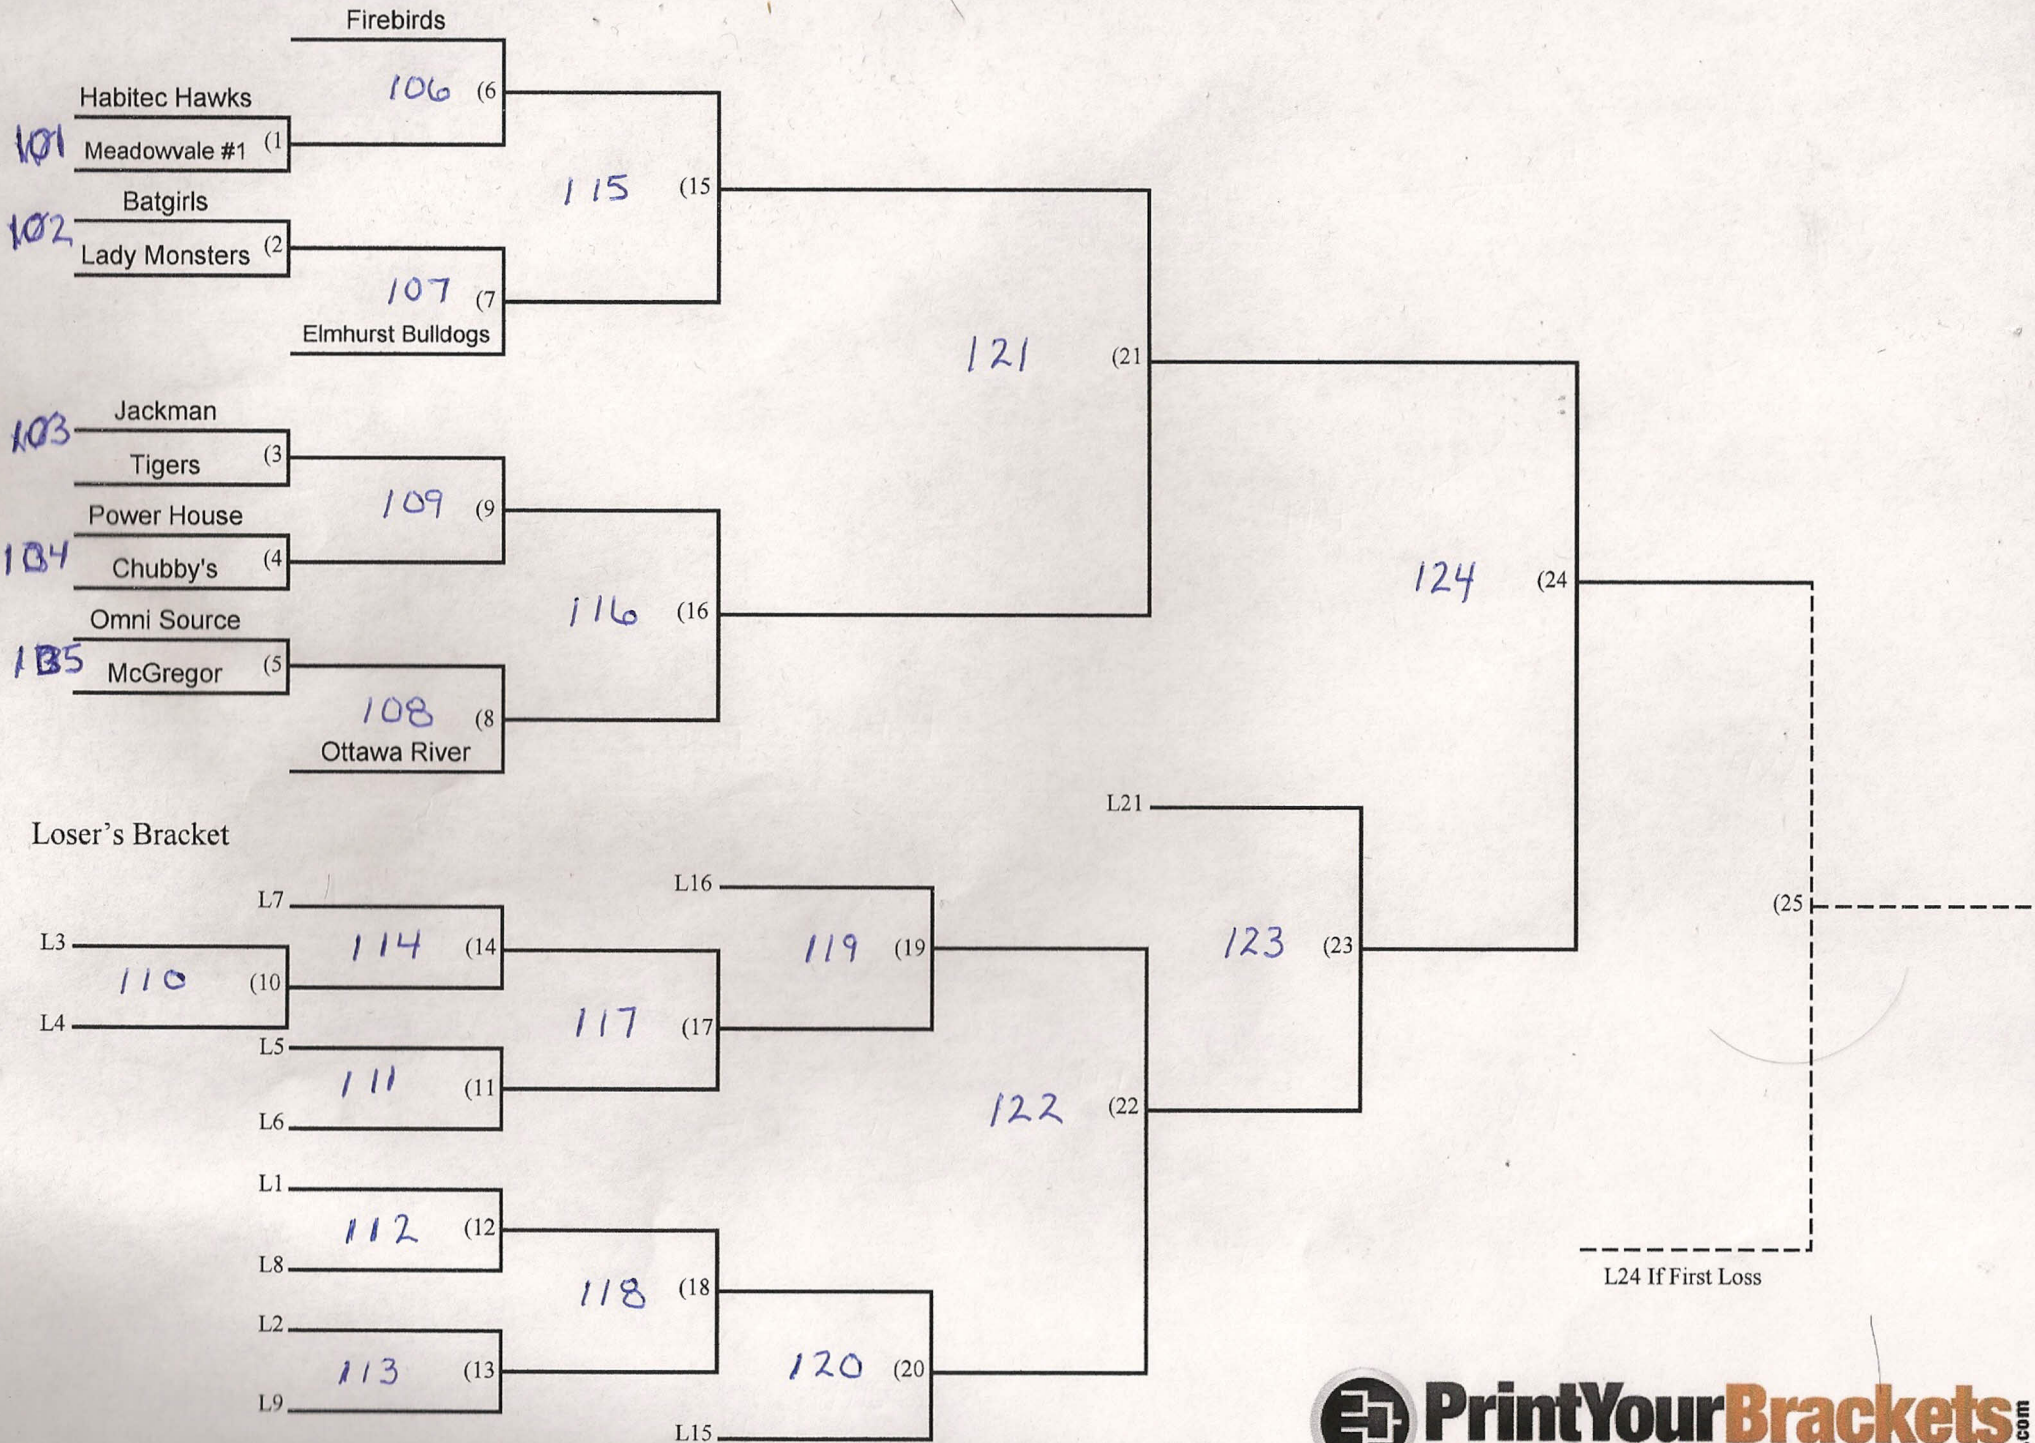 Firebirds
106 (6
Habitec Hawks
101 Meadowvale #1 (1
Batgirls
115 (15
102 Lady Monsters (2
107 (7
Elmhurst Bulldogs
121 (21
Jackman
103 Tigers (3
109 (9
Power House
104 Chubby's (4
124 (24
Omni Source
116 (16
105 McGregor (5
108 (8
Ottawa River
L21
Loser's Bracket
L16
L7
L3
114 (14
119 (19
123 (23
(25
110 (10
L4
117 (17
L5
111 (11
122 (22
L6
L1
112 (12
L8
L24 If First Loss
118 (18
L2
113 (13
120 (20
L9
L15
PrintYourBrackets.com